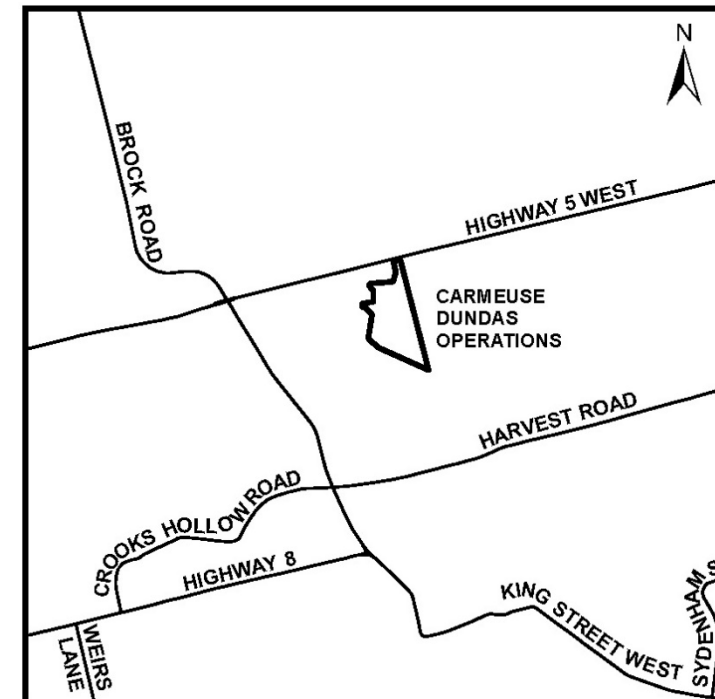 N
BROCK ROAD
HIGHWAY 5 WEST
CARMEUSE
DUNDAS
OPERATIONS
HARVEST ROAD
CROOKS HOLLOW ROAD
HIGHWAY 8
KING STREET WEST
SYDENHAM S
WEIRS
LANE